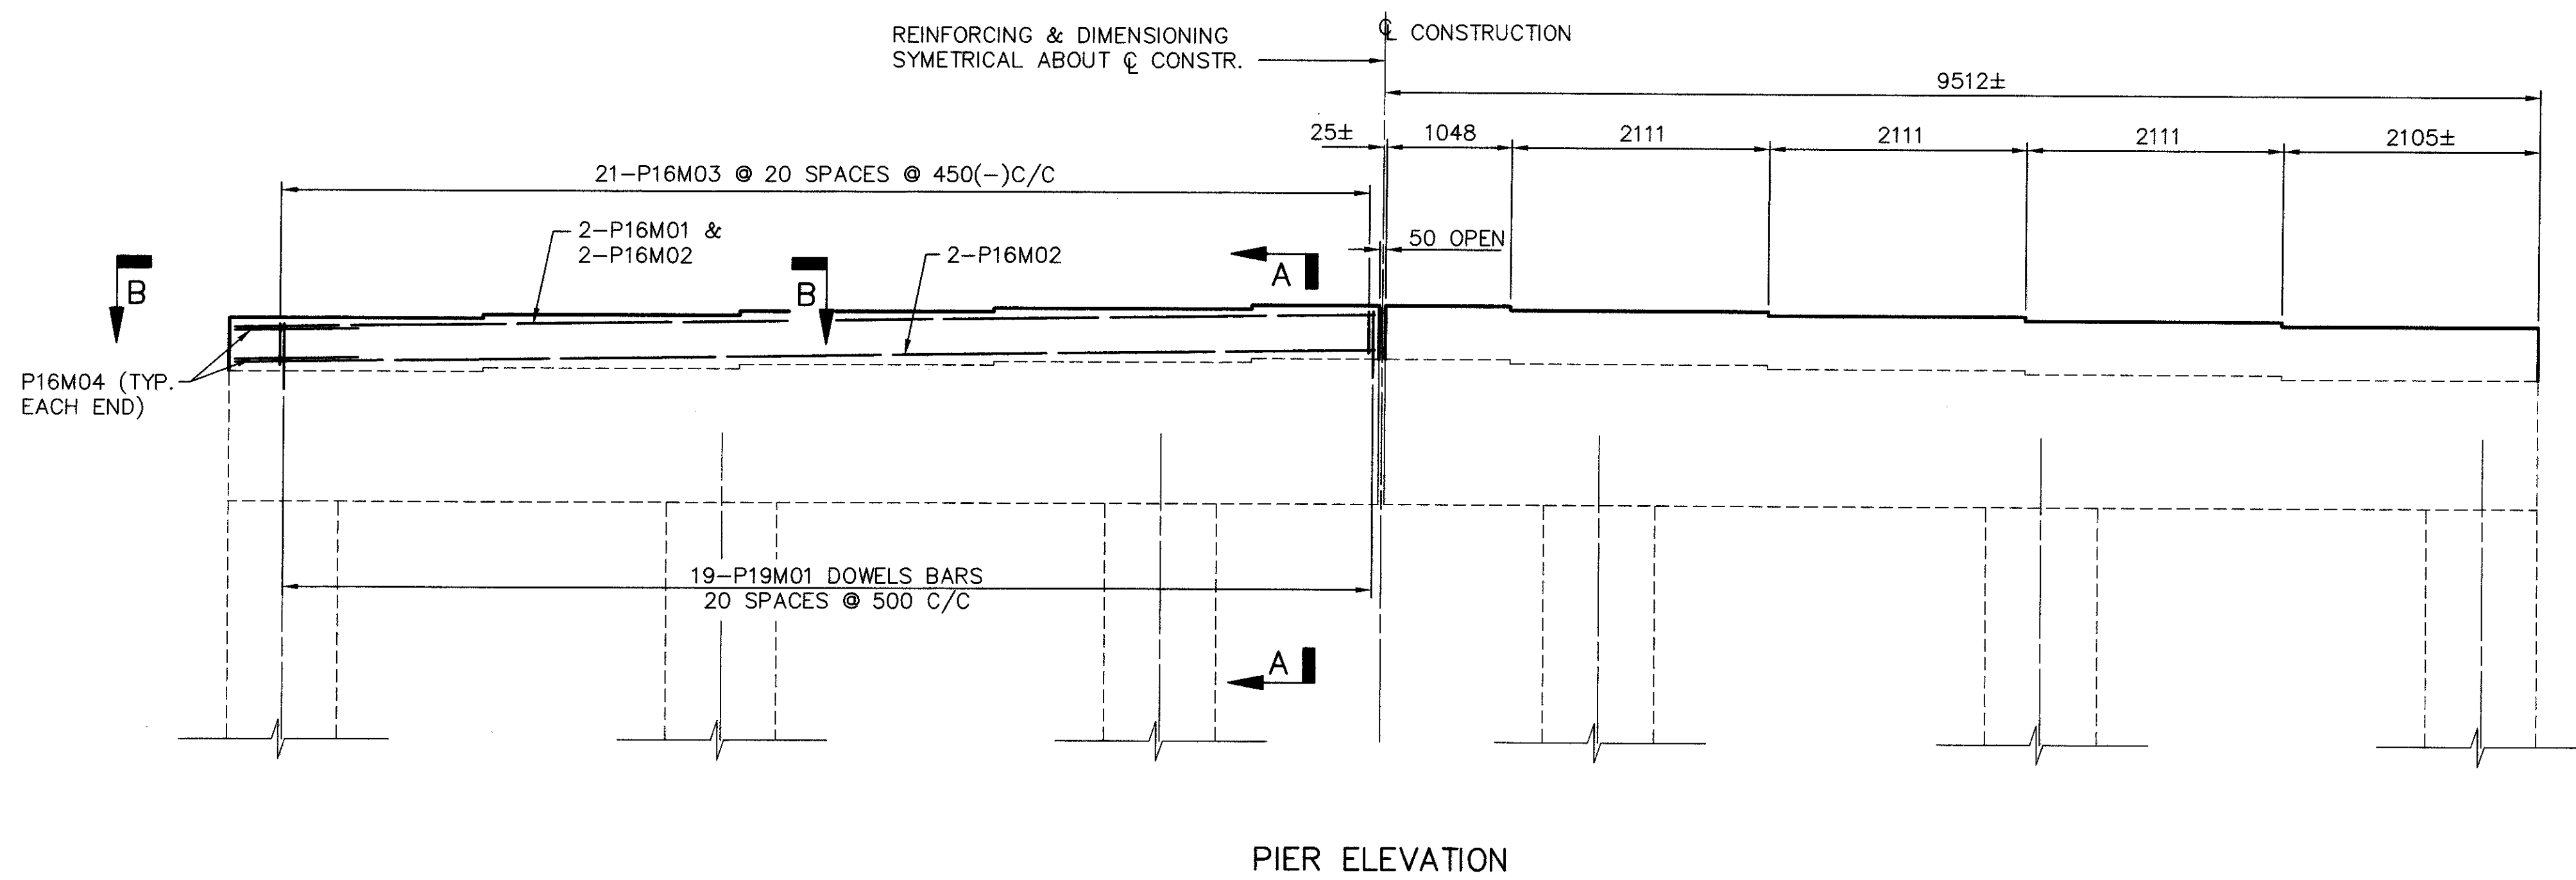 REINFORCING & DIMENSIONING
SYMETRICAL ABOUT ℄ CONSTR.
℄ CONSTRUCTION
9512±
25±
1048
2111
2111
2111
2105±
21-P16M03 @ 20 SPACES @ 450(-)C/C
2-P16M01 &
2-P16M02
2-P16M02
50 OPEN
A
B
B
P16M04 (TYP.
EACH END)
19-P19M01 DOWELS BARS
20 SPACES @ 500 C/C
A
PIER ELEVATION